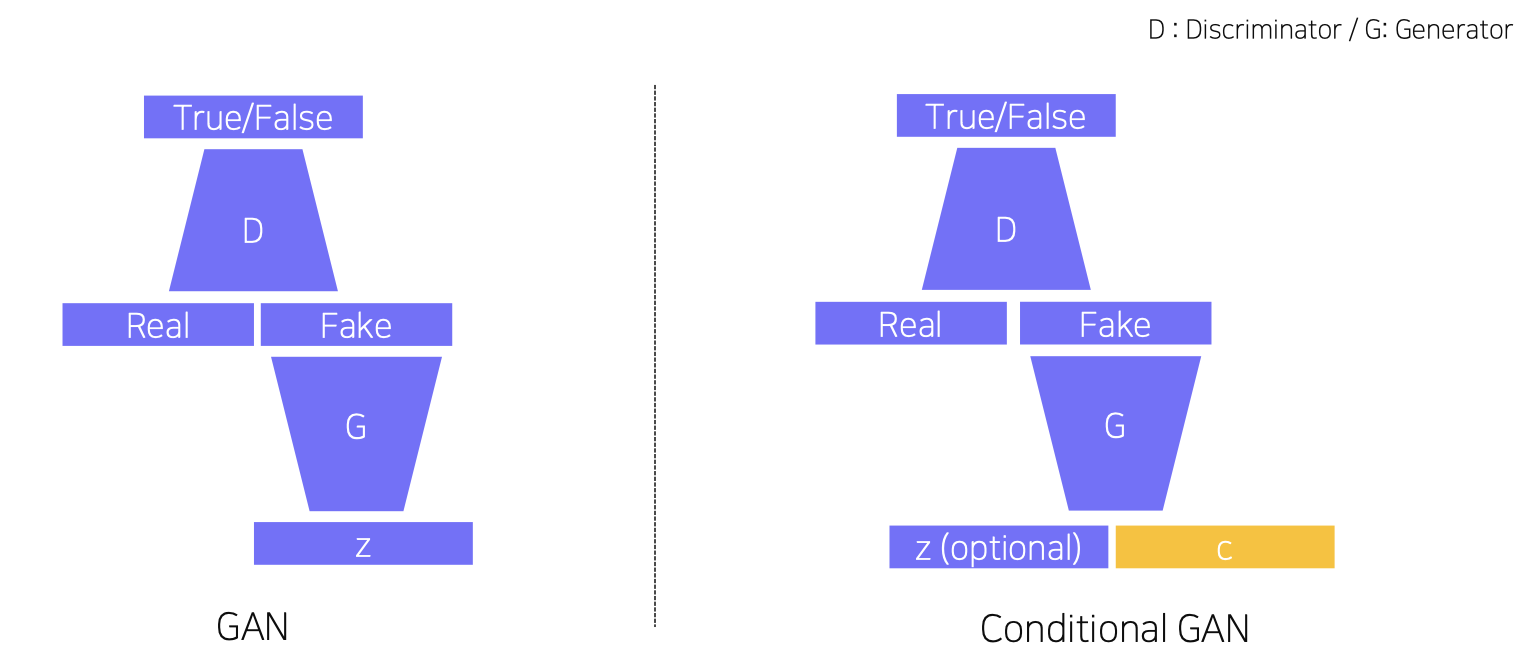 D : Discriminator / G: Generator
True/False
D
Real
Fake
G
z
GAN
True/False
D
Real
Fake
G
z (optional)
c
Conditional GAN